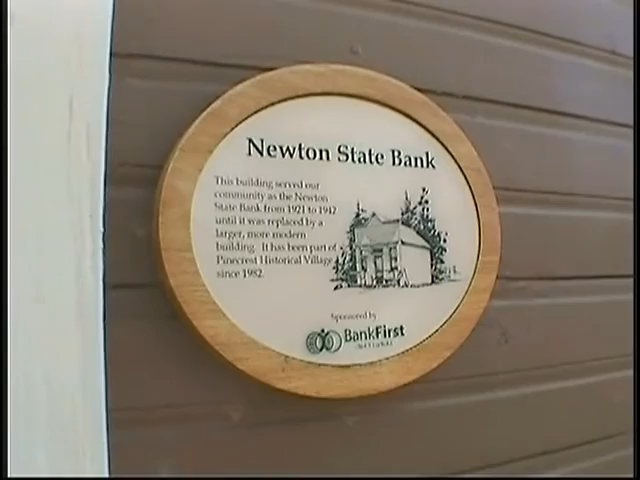 Newton State Bank
This building served our
community as the Newton
State Bank from 1921 to 1942
until it was replaced by a
larger, more modern
building. It has been part of
Pinecrest Historical Village
since 1982.
Sponsored by
BankFirst
NATIONAL